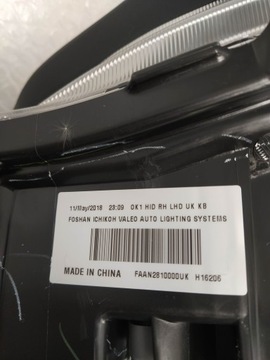 11/May/2018 23:09 OK1 HID RH LHD UK KB
FOSHAN ICHIKOH VALEO AUTO LIGHTING SYSTEMS
MADE IN CHINA FAAN2810000UK H16206